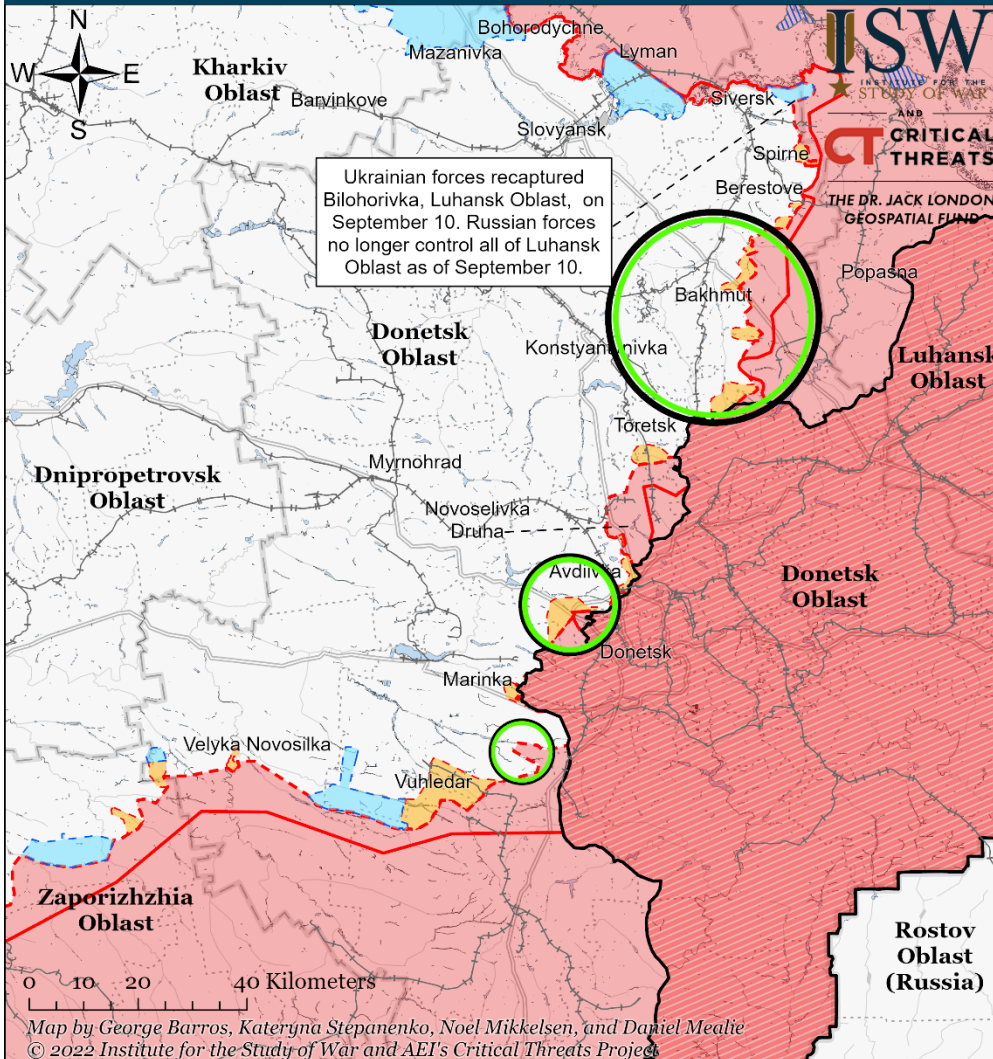 Bohorodychne
N
Mazanivka
Lyman
ISW
INSTITUTE FOR THE
STUDY OF WAR
W
E
Kharkiv
Oblast
Barvinkove
S
Siversk
AND
Slovyansk
CT CRITICAL
THREATS
Spirne
Ukrainian forces recaptured
Bilohorivka, Luhansk Oblast, on
September 10. Russian forces
no longer control all of Luhansk
Oblast as of September 10.
Berestove
THE DR. JACK LONDON
GEOSPATIAL FUND
Popasna
Bakhmut
Donetsk
Oblast
Konstyantynivka
Luhansk
Oblast
Toretsk
Myrnohrad
Dnipropetrovsk
Oblast
Novoselivka
Druha
Avdiivka
Donetsk
Oblast
Donetsk
Marinka
Velyka Novosilka
Vuhledar
Zaporizhzhia
Oblast
Rostov
Oblast
(Russia)
0 10 20 40 Kilometers
Map by George Barros, Kateryna Stepanenko, Noel Mikkelsen, and Daniel Mealie
© 2022 Institute for the Study of War and AEI's Critical Threats Project